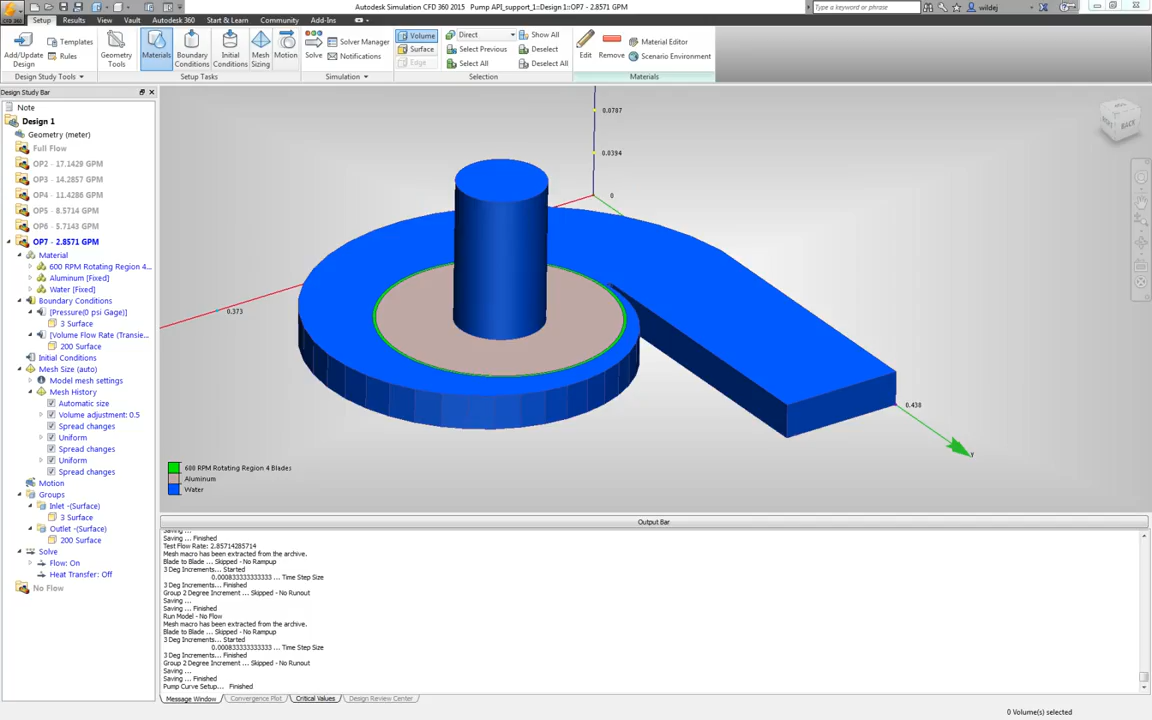 Autodesk Simulation CFD 360 2015 Pump API_support_1::Design 1::OP7 - 2.8571 GPM
Type a keyword or phrase
wildej
CFD 360
Setup Results View Vault Autodesk 360 Start & Learn Community Add-Ins
Add/Update Design
Templates
Rules
Geometry Tools
Materials
Boundary Conditions
Initial Conditions
Mesh Sizing
Motion
Solve
Solver Manager
Notifications
Volume
Surface
Edge
Direct
Select Previous
Select All
Show All
Deselect
Deselect All
Edit
Remove
Material Editor
Scenario Environment
Design Study Tools
Setup Tasks
Simulation
Selection
Materials
Design Study Bar
Note
Design 1
Geometry (meter)
Full Flow
OP2 - 17.1429 GPM
OP3 - 14.2857 GPM
OP4 - 11.4286 GPM
OP5 - 8.5714 GPM
OP6 - 5.7143 GPM
OP7 - 2.8571 GPM
Material
600 RPM Rotating Region 4...
Aluminum [Fixed]
Water [Fixed]
Boundary Conditions
[Pressure(0 psi Gage)]
3 Surface
[Volume Flow Rate (Transie...
200 Surface
Initial Conditions
Mesh Size (auto)
Model mesh settings
Mesh History
Automatic size
Volume adjustment: 0.5
Spread changes
Uniform
Spread changes
Uniform
Spread changes
Motion
Groups
Inlet -(Surface)
3 Surface
Outlet -(Surface)
200 Surface
Solve
Flow: On
Heat Transfer: Off
No Flow
0.0787
0.0394
0
0.373
0.430
Y
BACK
600 RPM Rotating Region 4 Blades
Aluminum
Water
Output Bar
Saving ...
Saving ... Finished
Test Flow Rate: 2.85714285714
Mesh macro has been extracted from the archive.
Blade to Blade ... Skipped - No Rampup
3 Deg Increments... Started
0.000833333333333 ... Time Step Size
3 Deg Increments... Finished
Group 2 Degree Increment ... Skipped - No Runout
Saving ...
Saving ... Finished
Run Model - No Flow
Mesh macro has been extracted from the archive.
Blade to Blade ... Skipped - No Rampup
3 Deg Increments... Started
0.000833333333333 ... Time Step Size
3 Deg Increments... Finished
Group 2 Degree Increment ... Skipped - No Runout
Saving ...
Saving ... Finished
Pump Curve Setup... Finished
Message Window Convergence Plot Critical Values Design Review Center
0 Volume(s) selected